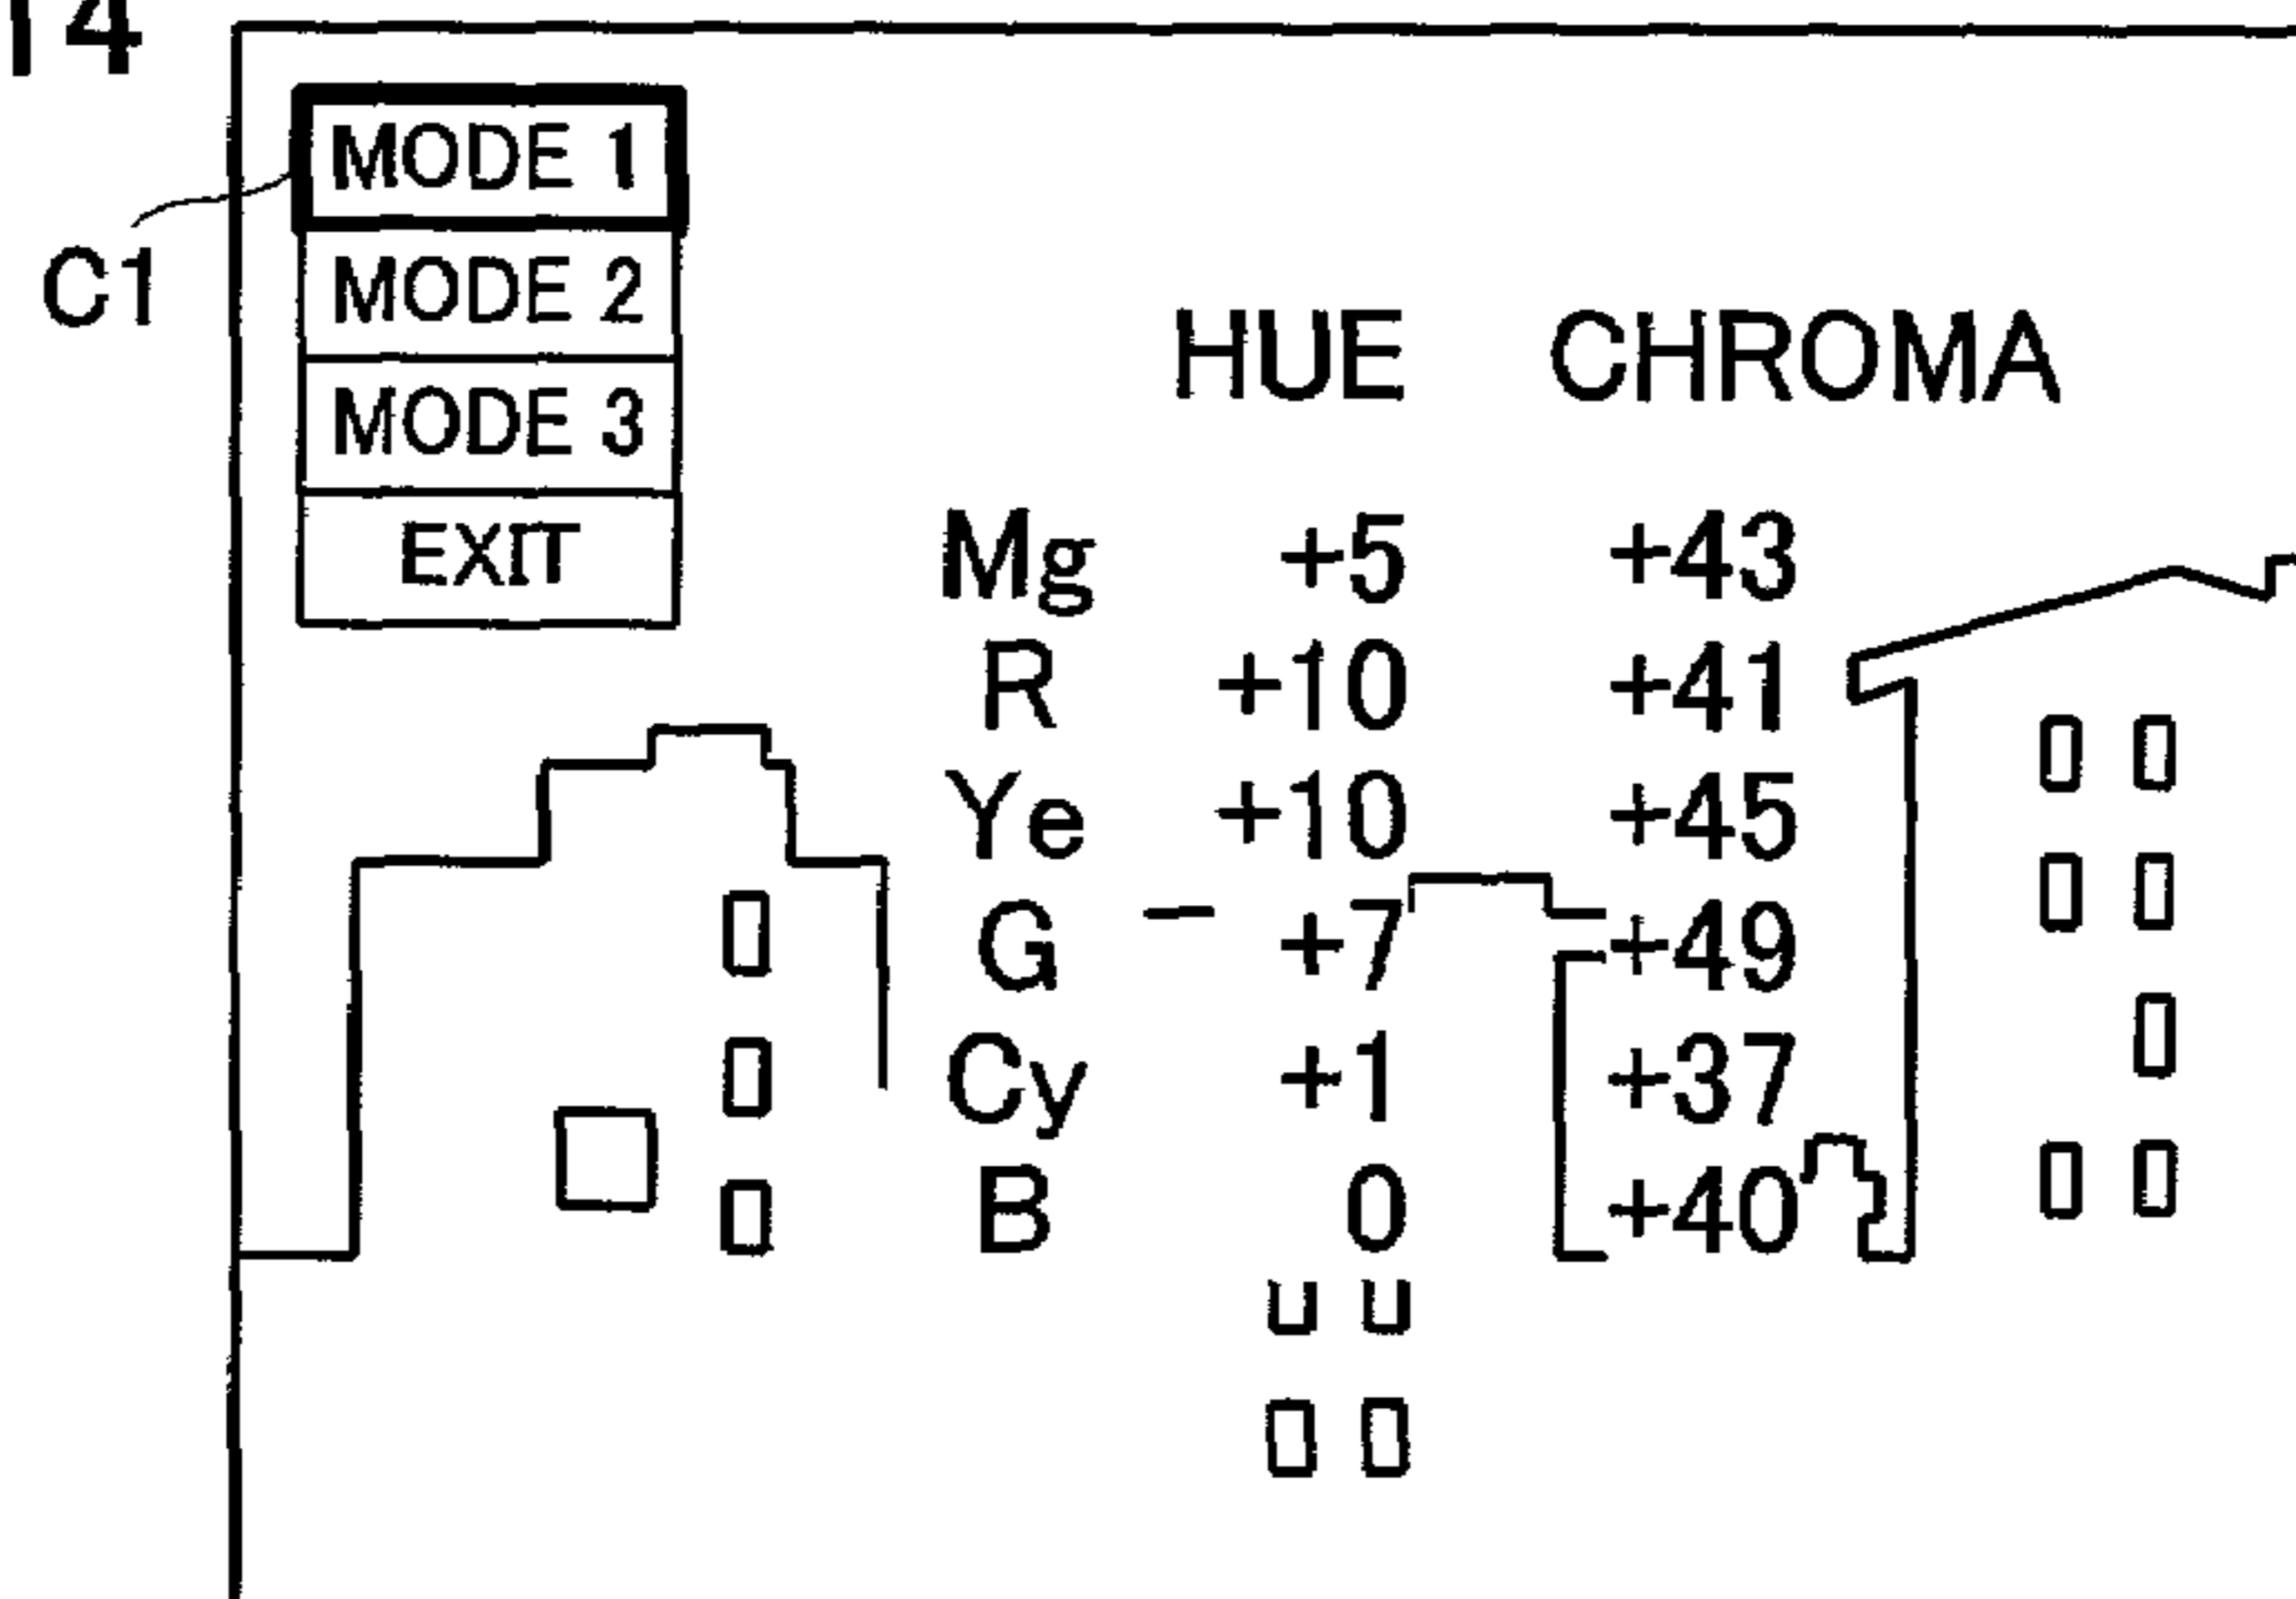 14
MODE 1
C1
MODE 2
MODE 3
EXIT
HUE CHROMA
Mg +5 +43
R +10 +41
Ye +10 +45
G +7 +49
Cy +1 +37
B 0 +40